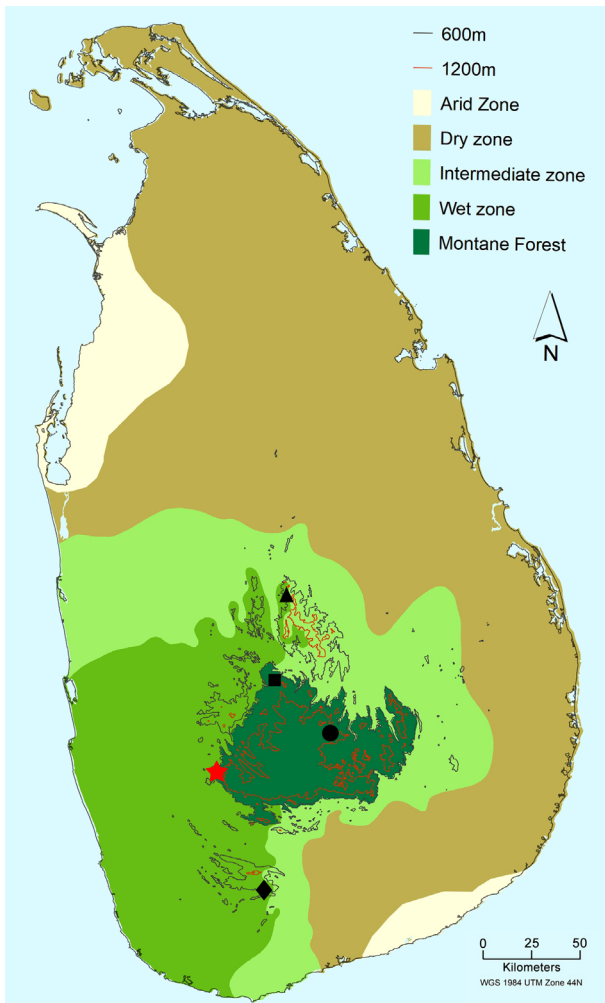 600m
1200m
Arid Zone
Dry zone
Intermediate zone
Wet zone
Montane Forest
N
0 25 50
Kilometers
WGS 1984 UTM Zone 44N